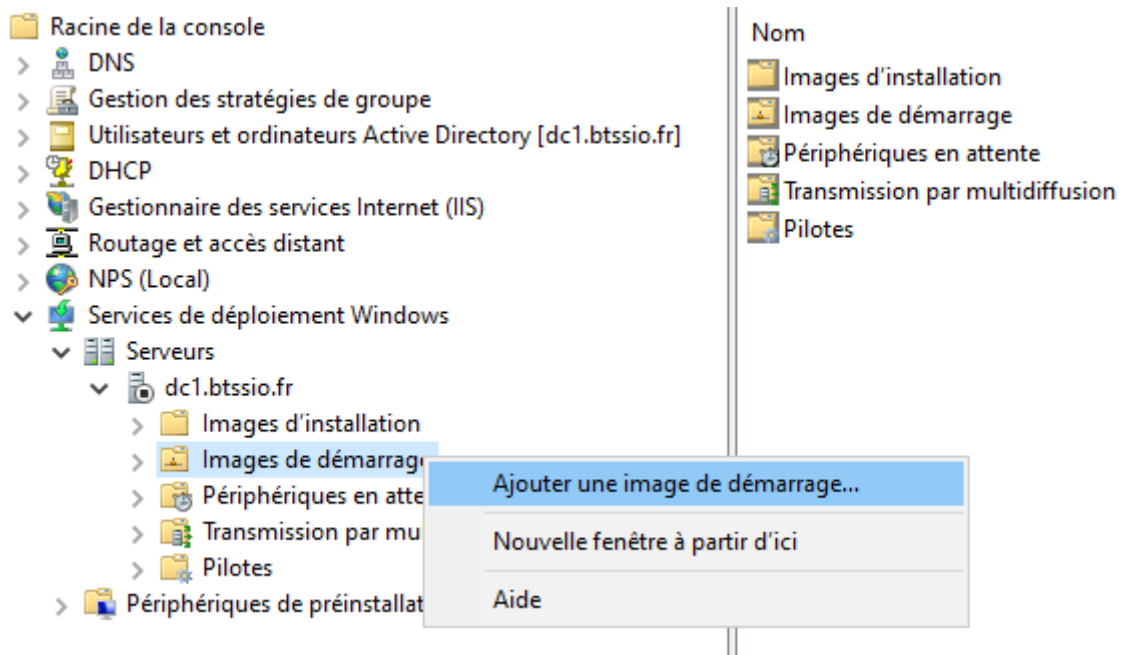 Racine de la console
DNS
Gestion des stratégies de groupe
Utilisateurs et ordinateurs Active Directory [dc1.btssio.fr]
DHCP
Gestionnaire des services Internet (IIS)
Routage et accès distant
NPS (Local)
Services de déploiement Windows
Serveurs
dc1.btssio.fr
Images d'installation
Images de démarrag
Périphériques en atte
Transmission par mu
Pilotes
Périphériques de préinstallat
Ajouter une image de démarrage...
Nouvelle fenêtre à partir d'ici
Aide
Nom
Images d'installation
Images de démarrage
Périphériques en attente
Transmission par multidiffusion
Pilotes